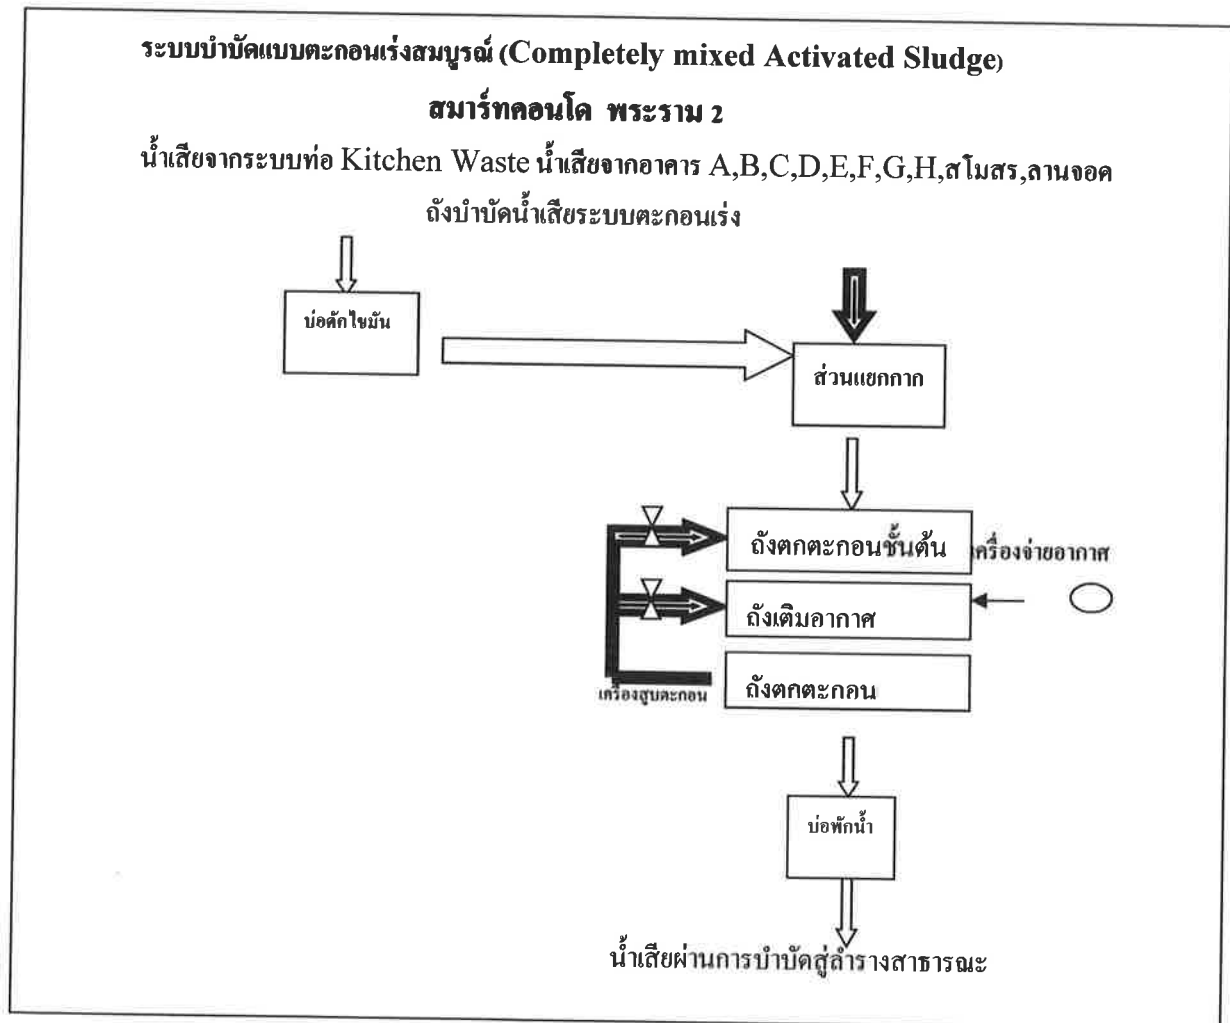 ระบบบำบัดแบบตะกอนเร่งสมบูรณ์ (Completely mixed Activated Sludge)
สมาร์ทคอนโด พระราม 2
น้ำเสียจากระบบท่อ Kitchen Waste น้ำเสียจากอาคาร A,B,C,D,E,F,G,H,สโมสร,ลานจอด
ถังบำบัดน้ำเสียระบบตะกอนเร่ง
บ่อดักไขมัน
ส่วนแยกกาก
ถังตกตะกอนชั้นต้น
เครื่องจ่ายอากาศ
ถังเติมอากาศ
ถังตกตะกอน
เครื่องสูบตะกอน
บ่อพักน้ำ
น้ำเสียผ่านการบำบัดสู่ลำรางสาธารณะ